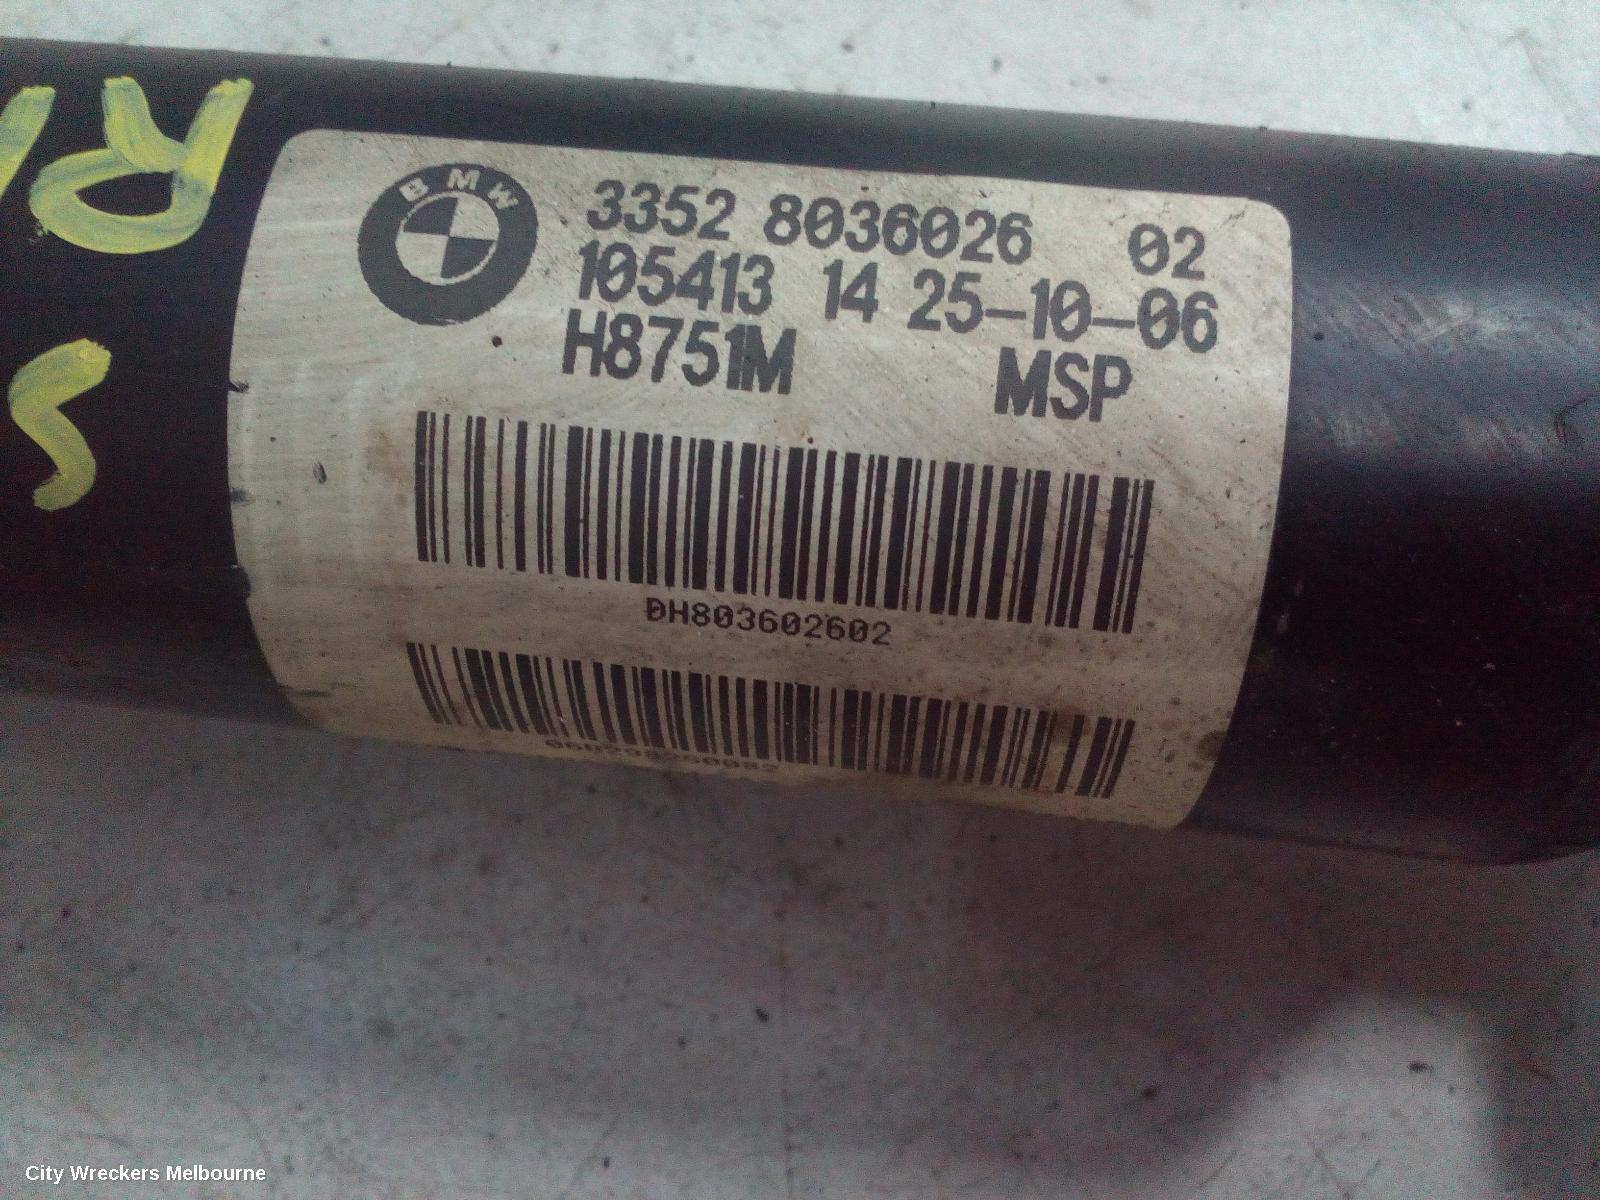 BMW
3352 8036026 02
105413 14 25-10-06
H8751M MSP
DH803602602
R
S
City Wreckers Melbourne